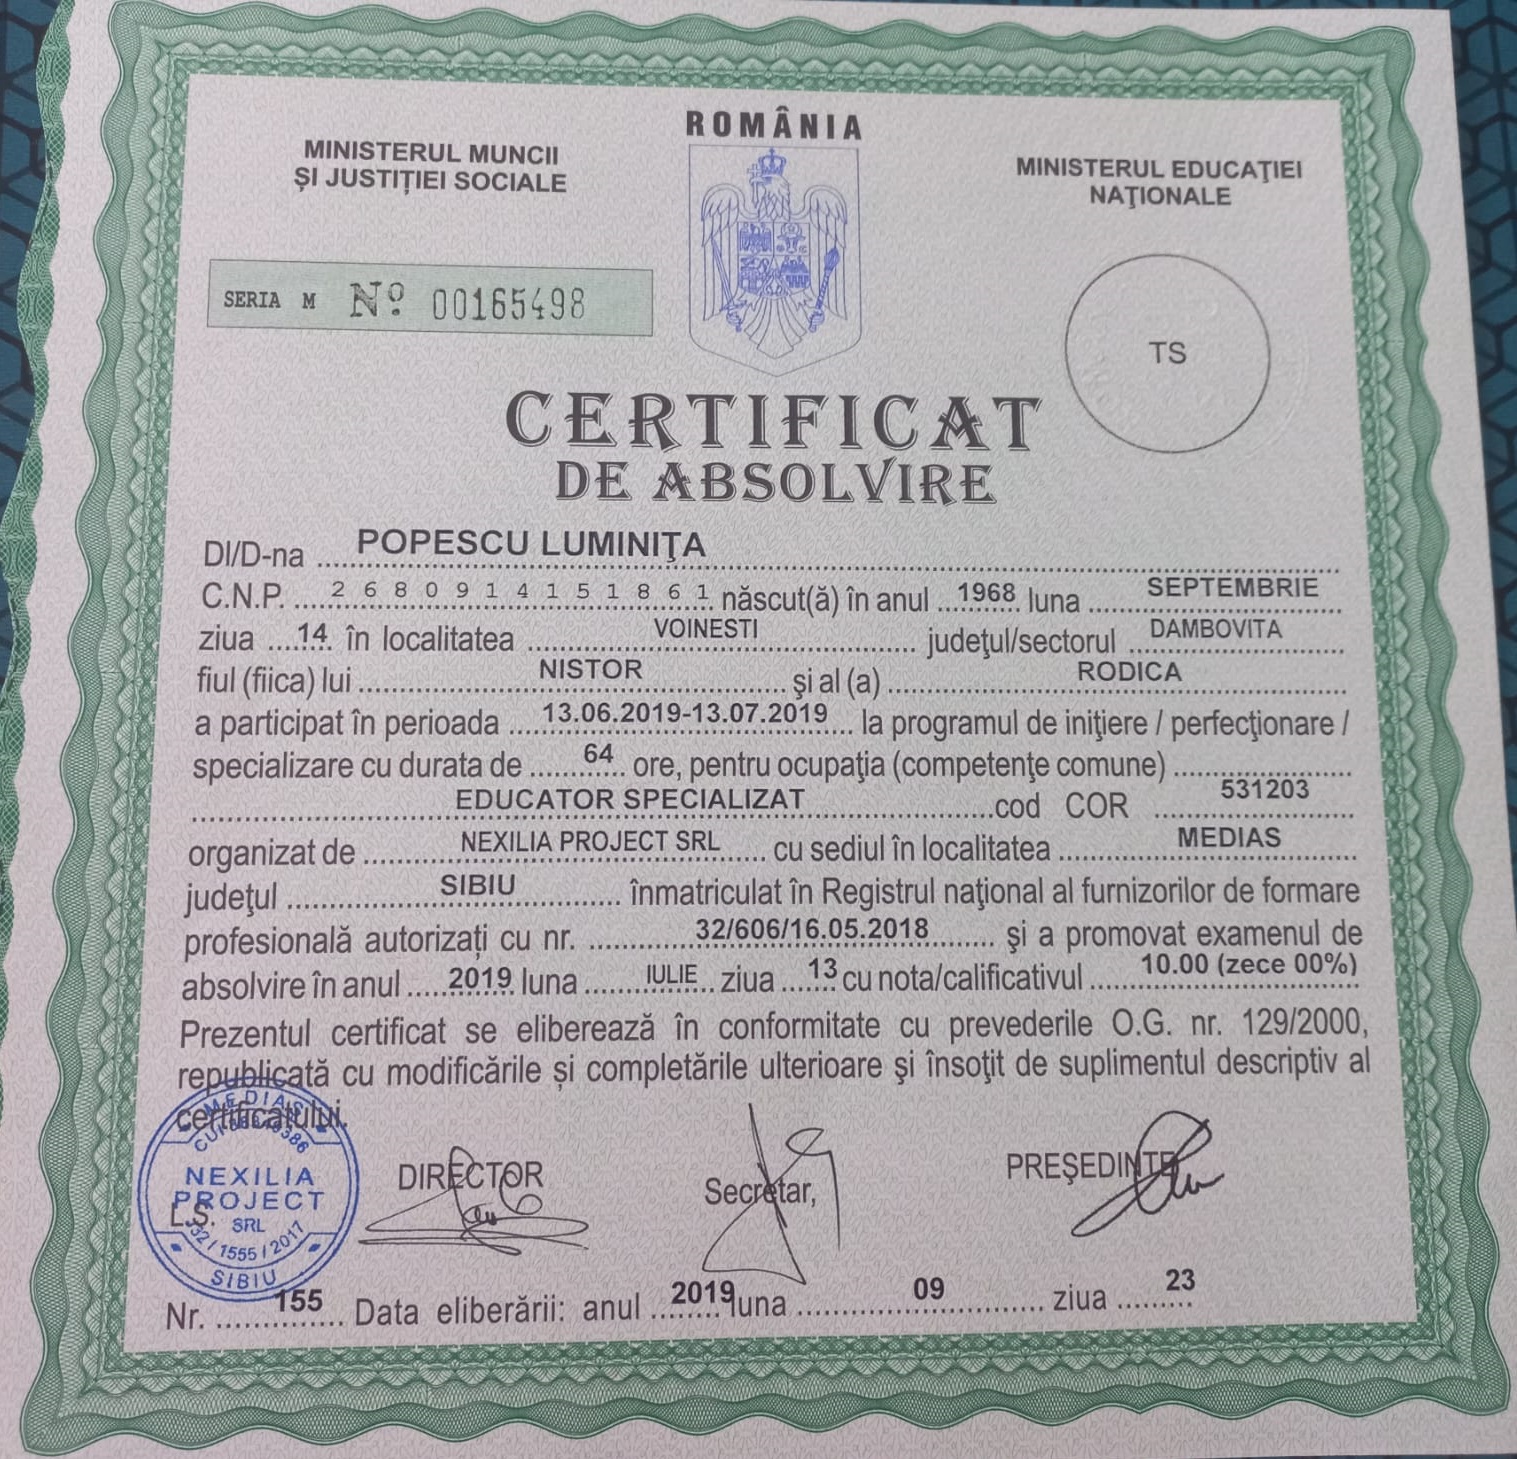 ROMÂNIA
MINISTERUL MUNCII
ȘI JUSTIȚIEI SOCIALE
MINISTERUL EDUCAŢIEI
NAŢIONALE
SERIA M Nº 00165498
TS
CERTIFICAT
DE ABSOLVIRE
Dl/D-na POPESCU LUMINIŢA
C.N.P. 2 6 8 0 9 1 4 1 5 1 8 6 1 născut(ă) în anul 1968 luna SEPTEMBRIE
ziua 14 în localitatea VOINESTI judeţul/sectorul DAMBOVITA
fiul (fiica) lui NISTOR şi al (a) RODICA
a participat în perioada 13.06.2019-13.07.2019 la programul de iniţiere / perfecţionare /
specializare cu durata de 64 ore, pentru ocupaţia (competenţe comune)
EDUCATOR SPECIALIZAT cod COR 531203
organizat de NEXILIA PROJECT SRL cu sediul în localitatea MEDIAS
judeţul SIBIU înmatriculat în Registrul naţional al furnizorilor de formare
profesională autorizați cu nr. 32/606/16.05.2018 şi a promovat examenul de
absolvire în anul 2019 luna IULIE ziua 13 cu nota/calificativul 10.00 (zece 00%)
Prezentul certificat se eliberează în conformitate cu prevederile O.G. nr. 129/2000,
republicată cu modificările și completările ulterioare şi însoţit de suplimentul descriptiv al
certificatului.
MEDIAS
CUI
NEXILIA
PROJECT
SRL
332 / 1555 / 2017
SIBIU
L.S.
DIRECTOR
Secretar,
PREŞEDINTE
Nr. 155 Data eliberării: anul 2019 luna 09 ziua 23